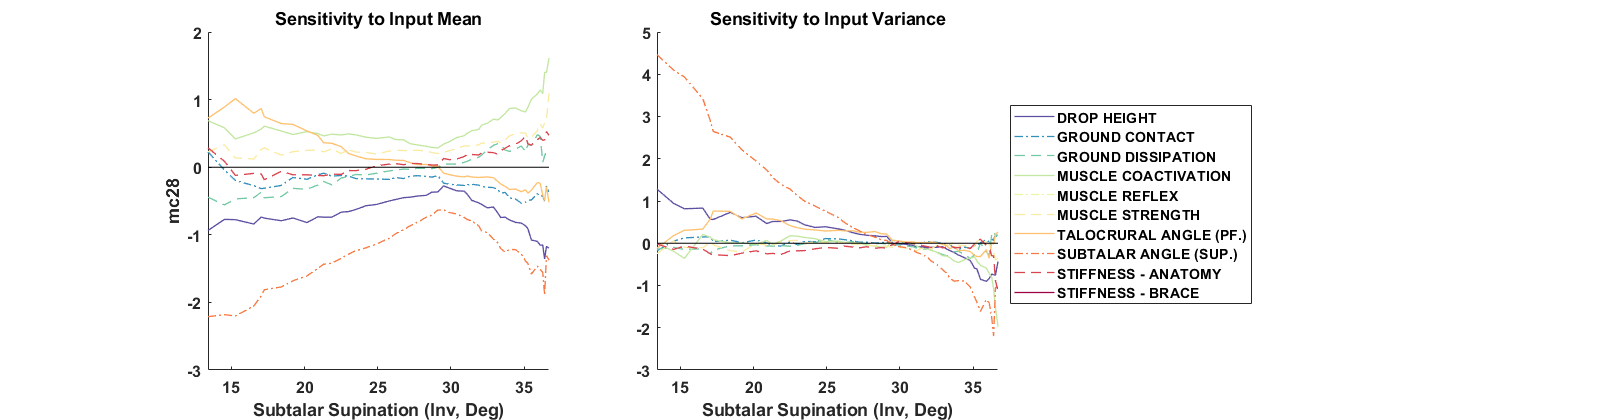 Sensitivity to Input Mean
2
1
0
-1
-2
-3
mc28
15
20
25
30
35
Subtalar Supination (Inv, Deg)
Sensitivity to Input Variance
5
4
3
2
1
0
-1
-2
-3
15
20
25
30
35
Subtalar Supination (Inv, Deg)
DROP HEIGHT
GROUND CONTACT
GROUND DISSIPATION
MUSCLE COACTIVATION
MUSCLE REFLEX
MUSCLE STRENGTH
TALOCRURAL ANGLE (PF.)
SUBTALAR ANGLE (SUP.)
STIFFNESS - ANATOMY
STIFFNESS - BRACE